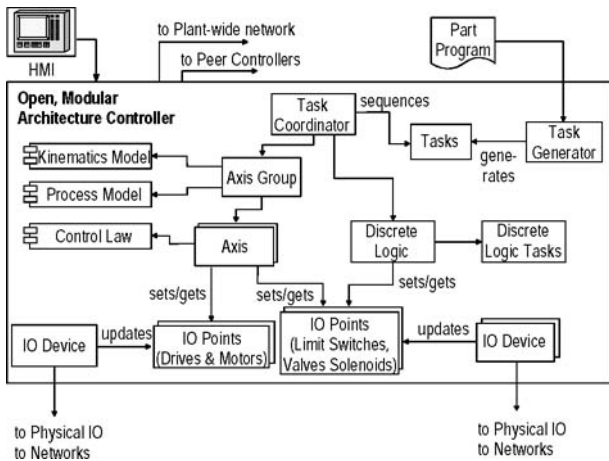 to Plant-wide network
to Peer Controllers
HMI
Part
Program
Open, Modular
Architecture Controller
Task
Coordinator
sequences
Tasks
gene-
rates
Task
Generator
Kinematics Model
Process Model
Control Law
Axis Group
Axis
Discrete
Logic
Discrete
Logic Tasks
sets/gets
sets/gets
sets/gets
IO Device
updates
IO Points
(Drives & Motors)
IO Points
(Limit Switches,
Valves Solenoids)
updates
IO Device
to Physical IO
to Networks
to Physical IO
to Networks